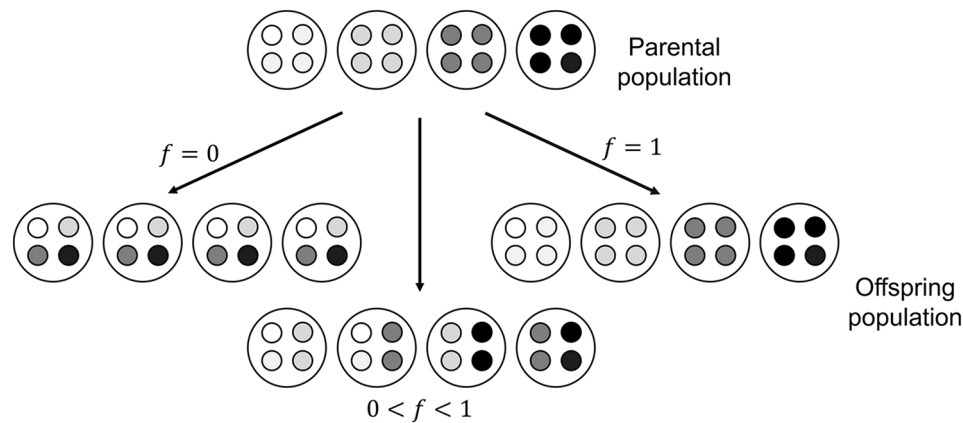 Parental
population
f = 0
f = 1
Offspring
population
0 < f < 1